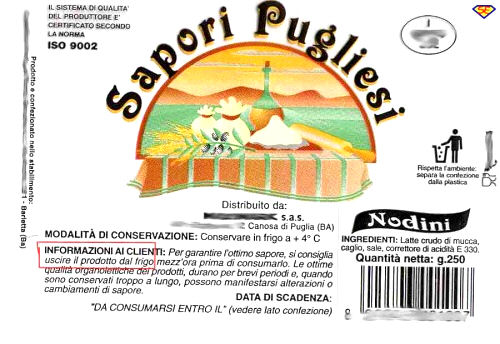 IL SISTEMA DI QUALITA'
DEL PRODUTTORE E'
CERTIFICATO SECONDO
LA NORMA
ISO 9002
Sapori Pugliesi
Prodotto e confezionato nello stabilimento:
1 - Barletta (Ba)
Rispetta l'ambiente:
separa la confezione
dalla plastica
Distribuito da:
s.a.s.
Canosa di Puglia (BA)
MODALITÀ DI CONSERVAZIONE: Conservare in frigo a + 4° C
INFORMAZIONI AI CLIENTI: Per garantire l'ottimo sapore, si consiglia
uscire il prodotto dal frigo mezz'ora prima di consumarlo. Le ottime
qualità organolettiche dei prodotti, durano per brevi periodi e, quando
sono conservati troppo a lungo, possono manifestarsi alterazioni o
cambiamenti di sapore.
DATA DI SCADENZA:
"DA CONSUMARSI ENTRO IL" (vedere lato confezione)
Nodini
INGREDIENTI: Latte crudo di mucca,
caglio, sale, correttore di acidità E 330.
Quantità netta: g.250